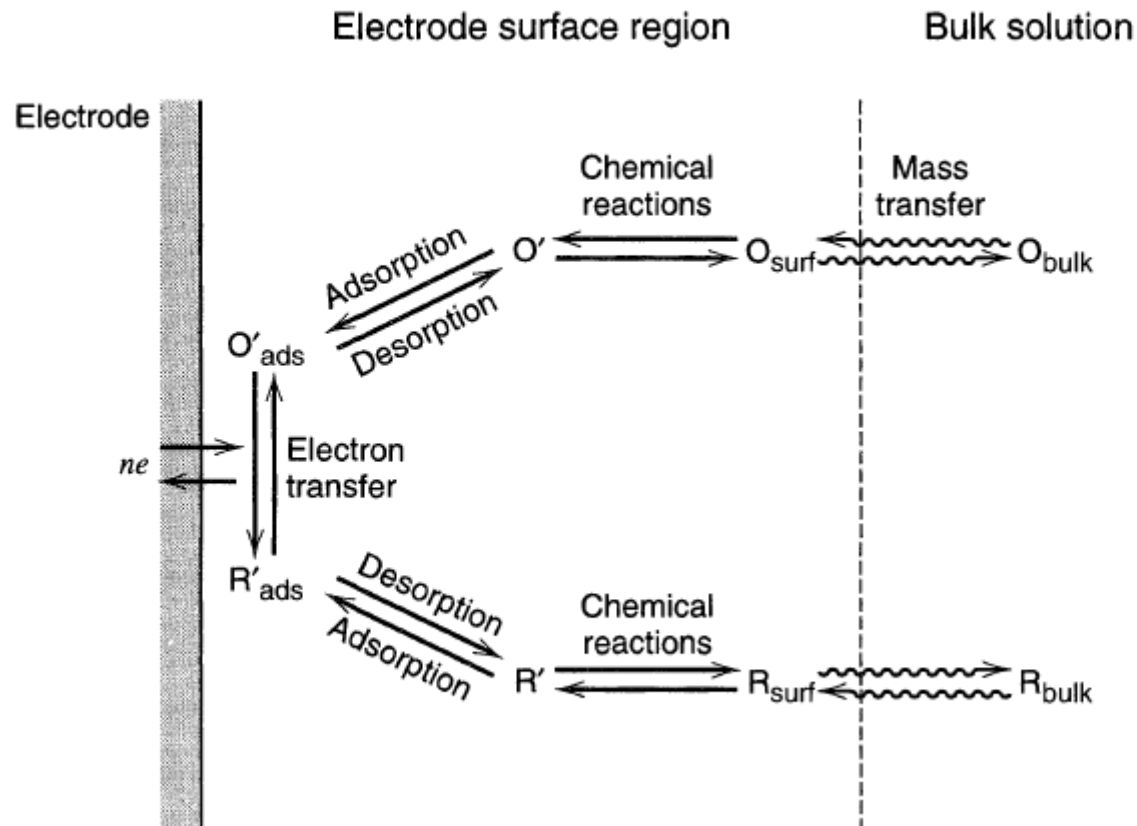 Electrode surface region
Bulk solution
Electrode
Chemical
reactions
Mass
transfer
O′
O_surf
O_bulk
Adsorption
Desorption
O′_ads
ne
Electron
transfer
R′_ads
Desorption
Adsorption
Chemical
reactions
R′
R_surf
R_bulk